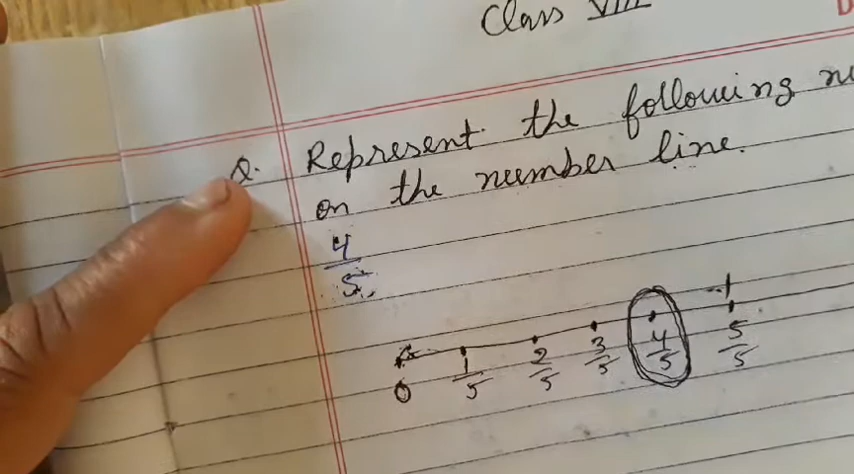 Class VIII
D
Q. Represent the following nu
on the number line.
4/5
1
0 1/5 2/5 3/5 4/5 5/5